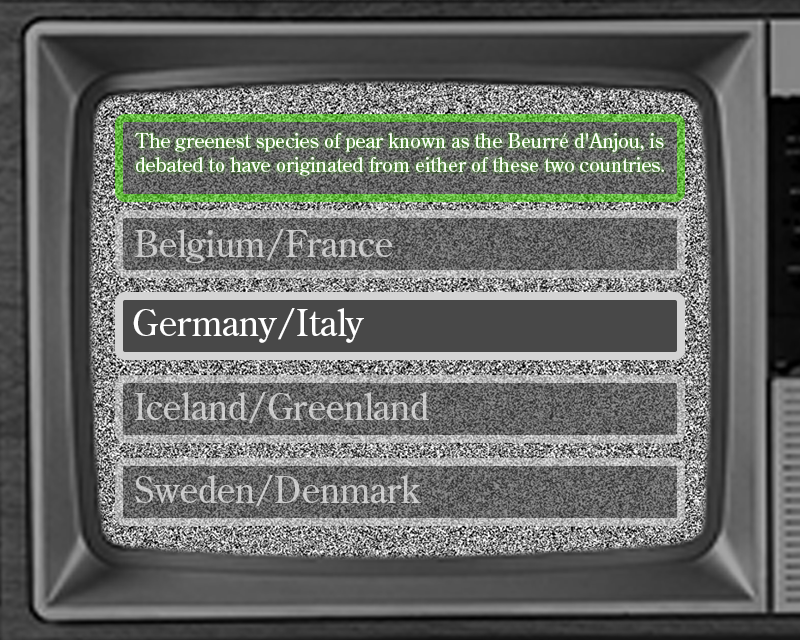 The greenest species of pear known as the Beurré d'Anjou, is
debated to have originated from either of these two countries.
Belgium/France
Germany/Italy
Iceland/Greenland
Sweden/Denmark